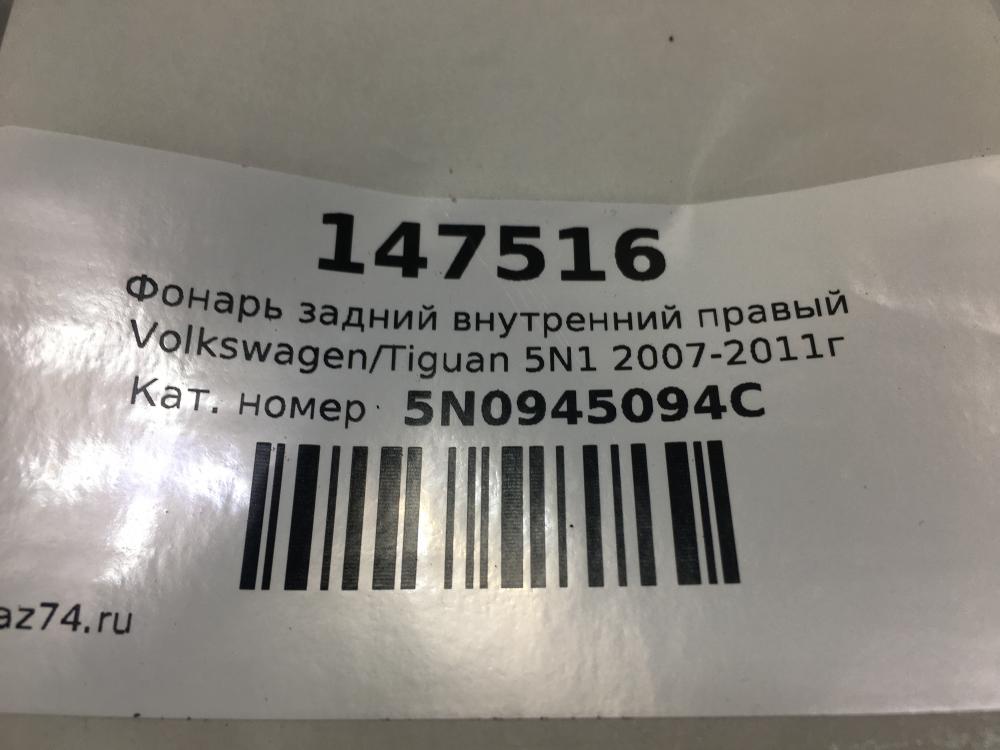 147516
Фонарь задний внутренний правый
Volkswagen/Tiguan 5N1 2007-2011г
Кат. номер 5N0945094C
az74.ru